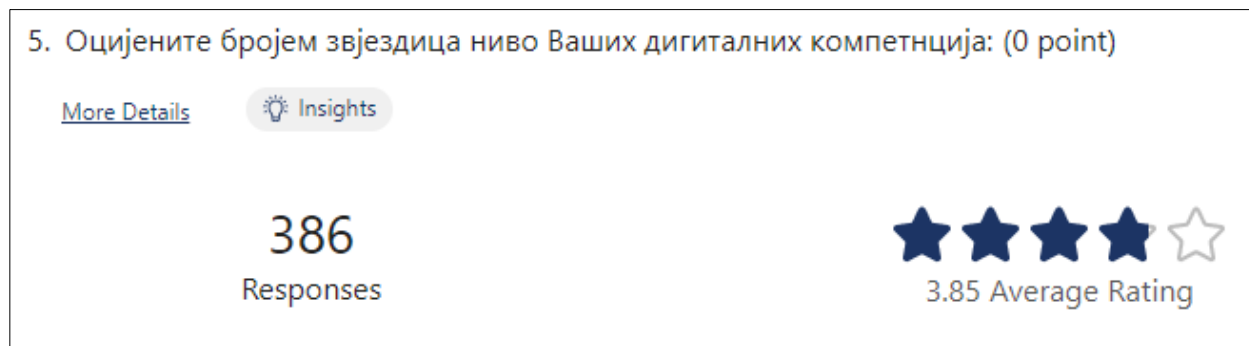 5. Оцијените бројем звјездица ниво Ваших дигиталних компетнција: (0 point)
More Details
Insights
386
Responses
3.85 Average Rating